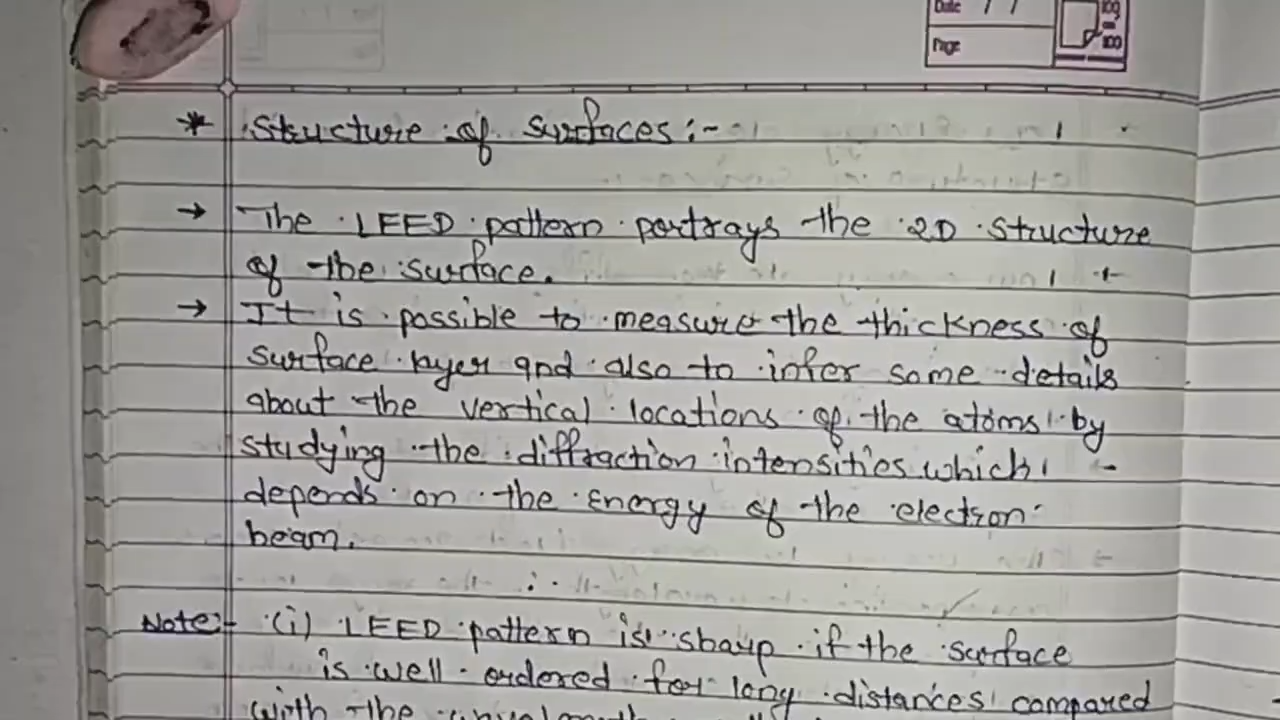 Date / /
Page
* Structure of surfaces :-
→ The LEED pattern portrays the 2D structure
of the surface.
→ It is possible to measure the thickness of
surface layer and also to infer some details
about the vertical locations of the atoms by
studying the diffraction intensities which
depends on the energy of the electron
beam.
Note:- (i) LEED pattern is sharp if the surface
is well ordered for long distances compared
with the